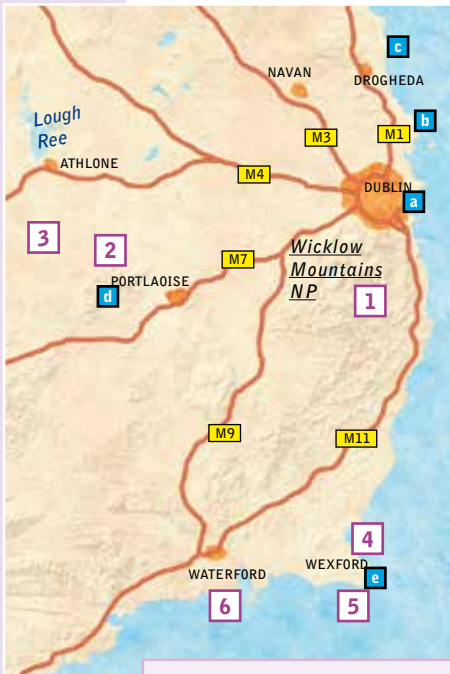 c
NAVAN
DROGHEDA
Lough
Ree
b
M3
M1
ATHLONE
M4
DUBLIN
a
3
2
Wicklow
Mountains
NP
M7
PORTLAOISE
d
1
M9
M11
4
WEXFORD
WATERFORD
e
6
5